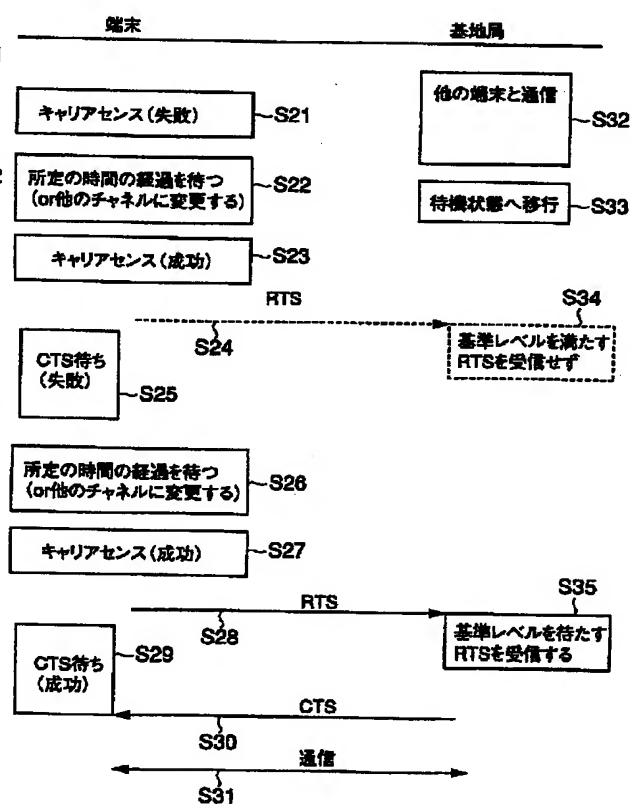 端末
基地局
キャリアセンス(失敗)
S21
他の端末と通信
S32
所定の時間の経過を待つ
(or他のチャネルに変更する)
S22
待機状態へ移行
S33
キャリアセンス(成功)
S23
RTS
S24
S34
基準レベルを満たす
RTSを受信せず
CTS待ち
(失敗)
S25
所定の時間の経過を待つ
(or他のチャネルに変更する)
S26
キャリアセンス(成功)
S27
RTS
S28
S35
基準レベルを待たす
RTSを受信する
CTS待ち
(成功)
S29
CTS
S30
通信
S31